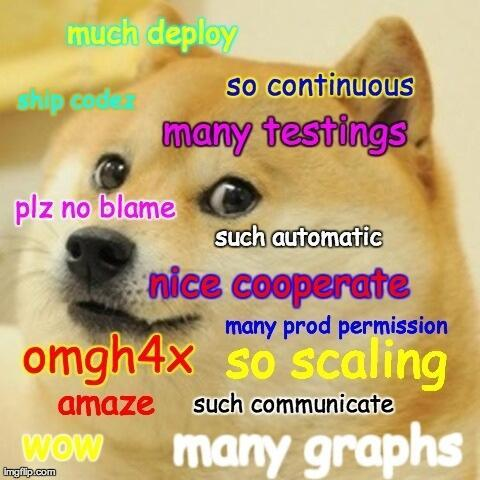 much deploy
so continuous
ship codez
many testings
plz no blame
such automatic
nice cooperate
many prod permission
omgh4x
so scaling
amaze
such communicate
wow
many graphs
imgflip.com